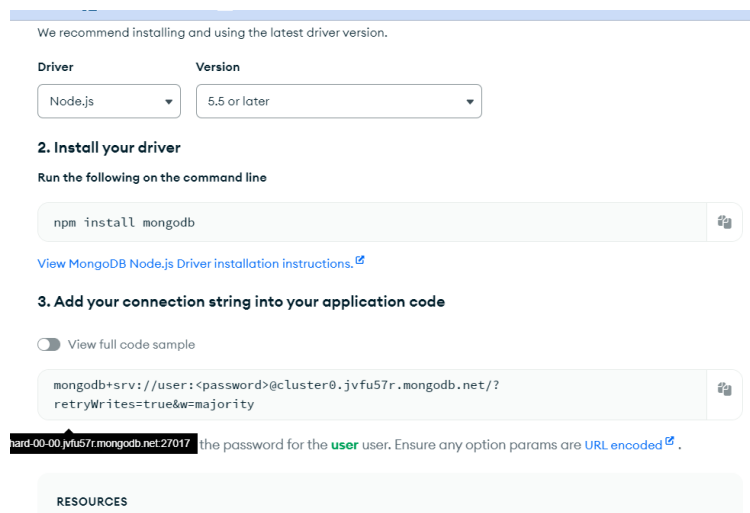 We recommend installing and using the latest driver version.
Driver Version
Node.js 5.5 or later
2. Install your driver
Run the following on the command line
npm install mongodb
View MongoDB Node.js Driver installation instructions.
3. Add your connection string into your application code
View full code sample
mongodb+srv://user:<password>@cluster0.jvfu57r.mongodb.net/?
retryWrites=true&w=majority
hard-00-00.jvfu57r.mongodb.net:27017 the password for the user user. Ensure any option params are URL encoded .
RESOURCES